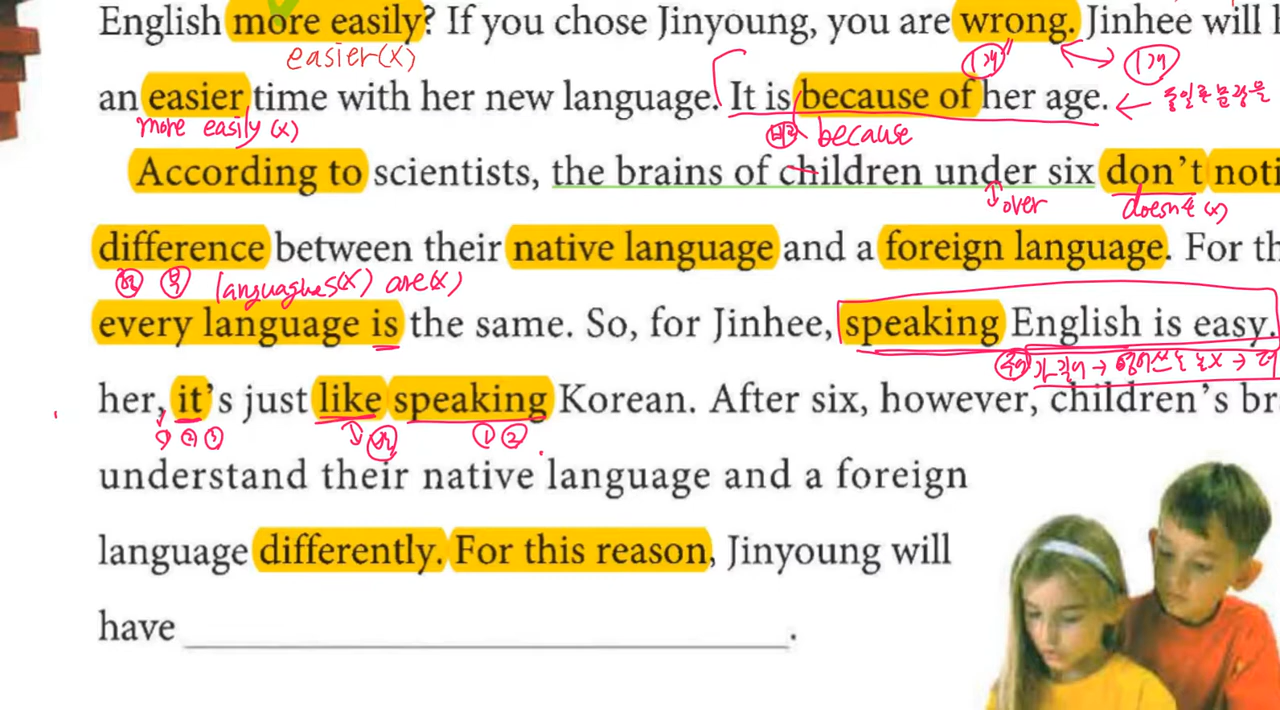 English more easily? If you chose Jinyoung, you are wrong. Jinhee will
easier(x)
an easier time with her new language. It is because of her age.
more easily (x)
because
According to scientists, the brains of children under six don't noti
over
doesn't (x)
difference between their native language and a foreign language. For th
languaghes(x) are(x)
every language is the same. So, for Jinhee, speaking English is easy.
her, it's just like speaking Korean. After six, however, children's br
① ②
understand their native language and a foreign
language differently. For this reason, Jinyoung will
have .